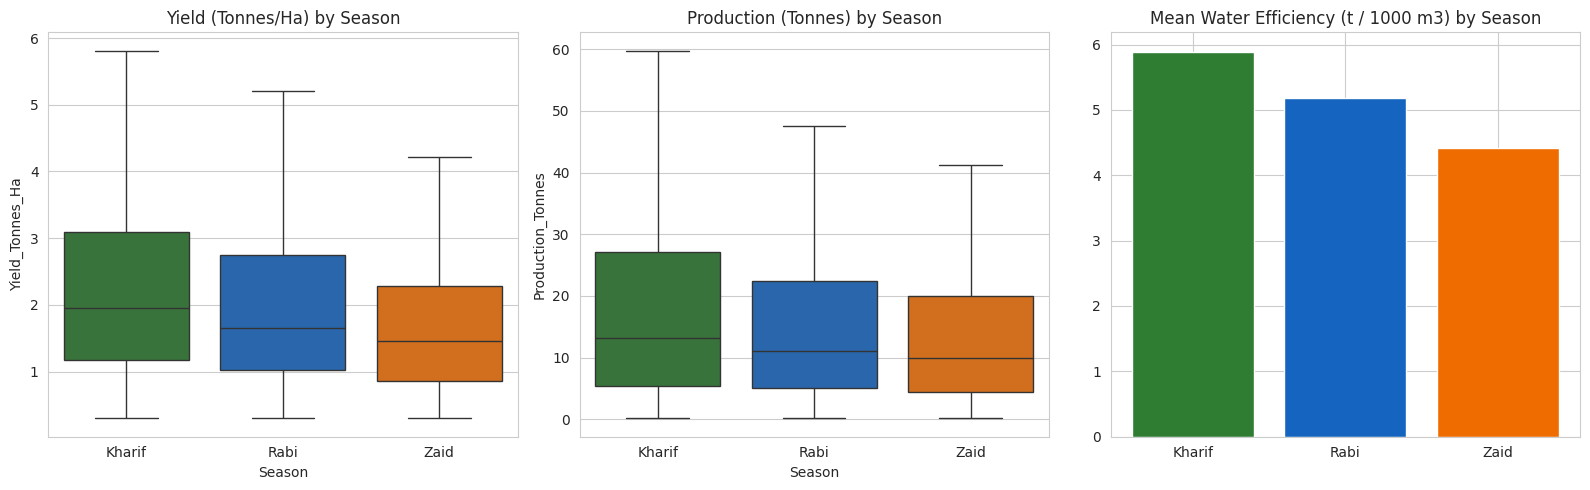 Yield (Tonnes/Ha) by Season
Yield_Tonnes_Ha
6
5
4
3
2
1
Kharif
Rabi
Zaid
Season
Production (Tonnes) by Season
Production_Tonnes
60
50
40
30
20
10
0
Kharif
Rabi
Zaid
Season
Mean Water Efficiency (t / 1000 m3) by Season
6
5
4
3
2
1
0
Kharif
Rabi
Zaid